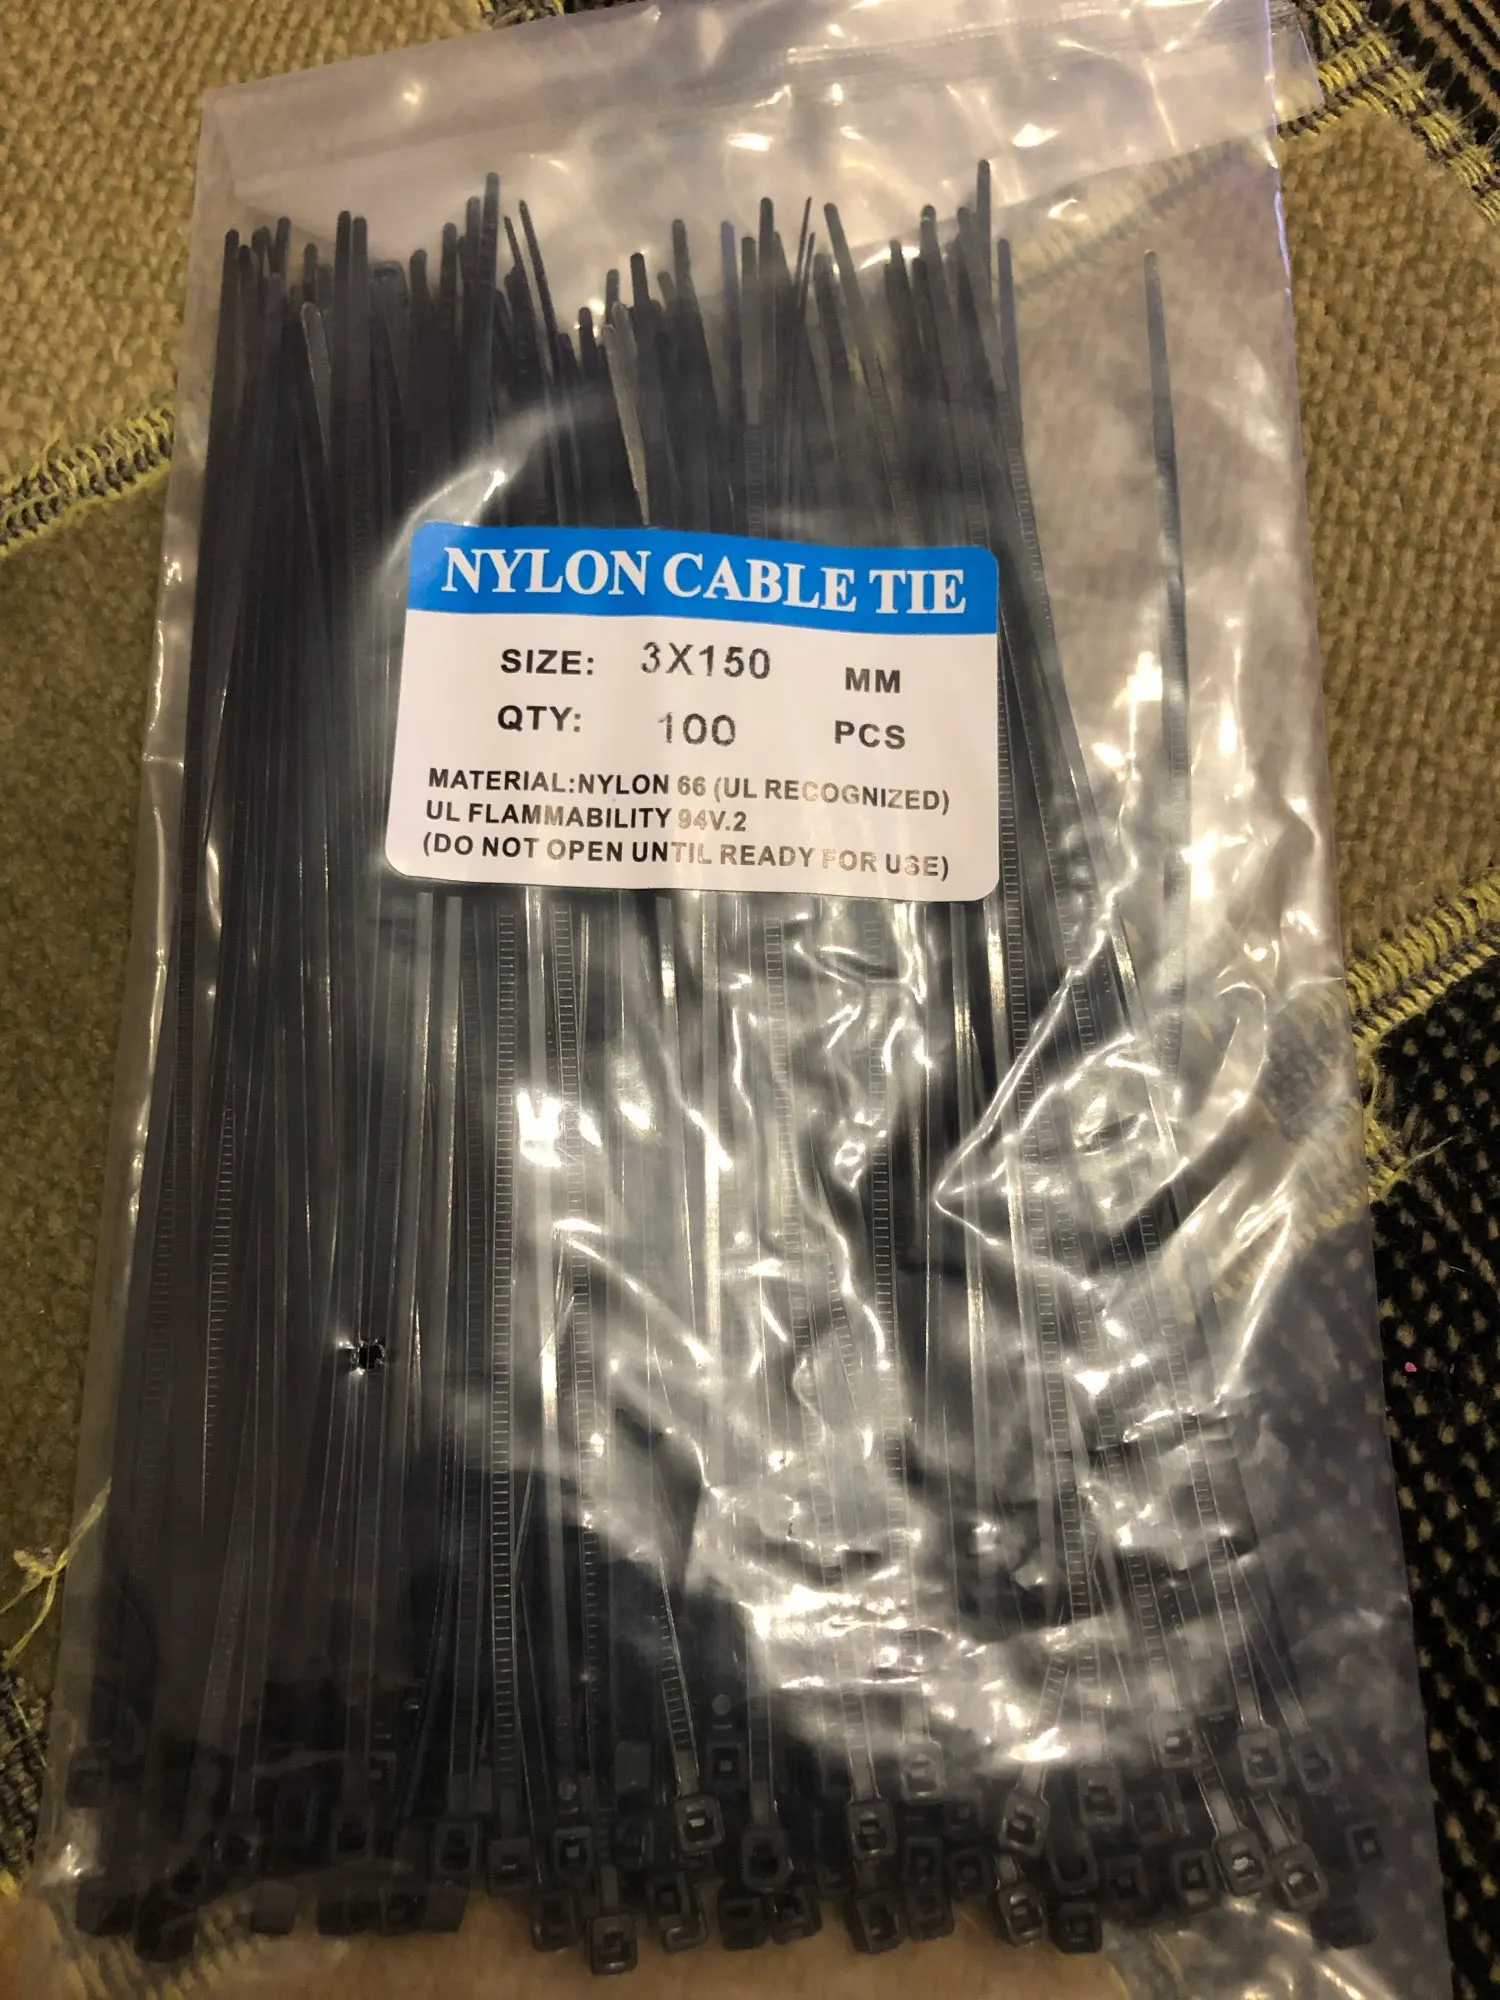 NYLON CABLE TIE
SIZE: 3X150 MM
QTY: 100 PCS
MATERIAL:NYLON 66 (UL RECOGNIZED)
UL FLAMMABILITY 94V.2
(DO NOT OPEN UNTIL READY FOR USE)